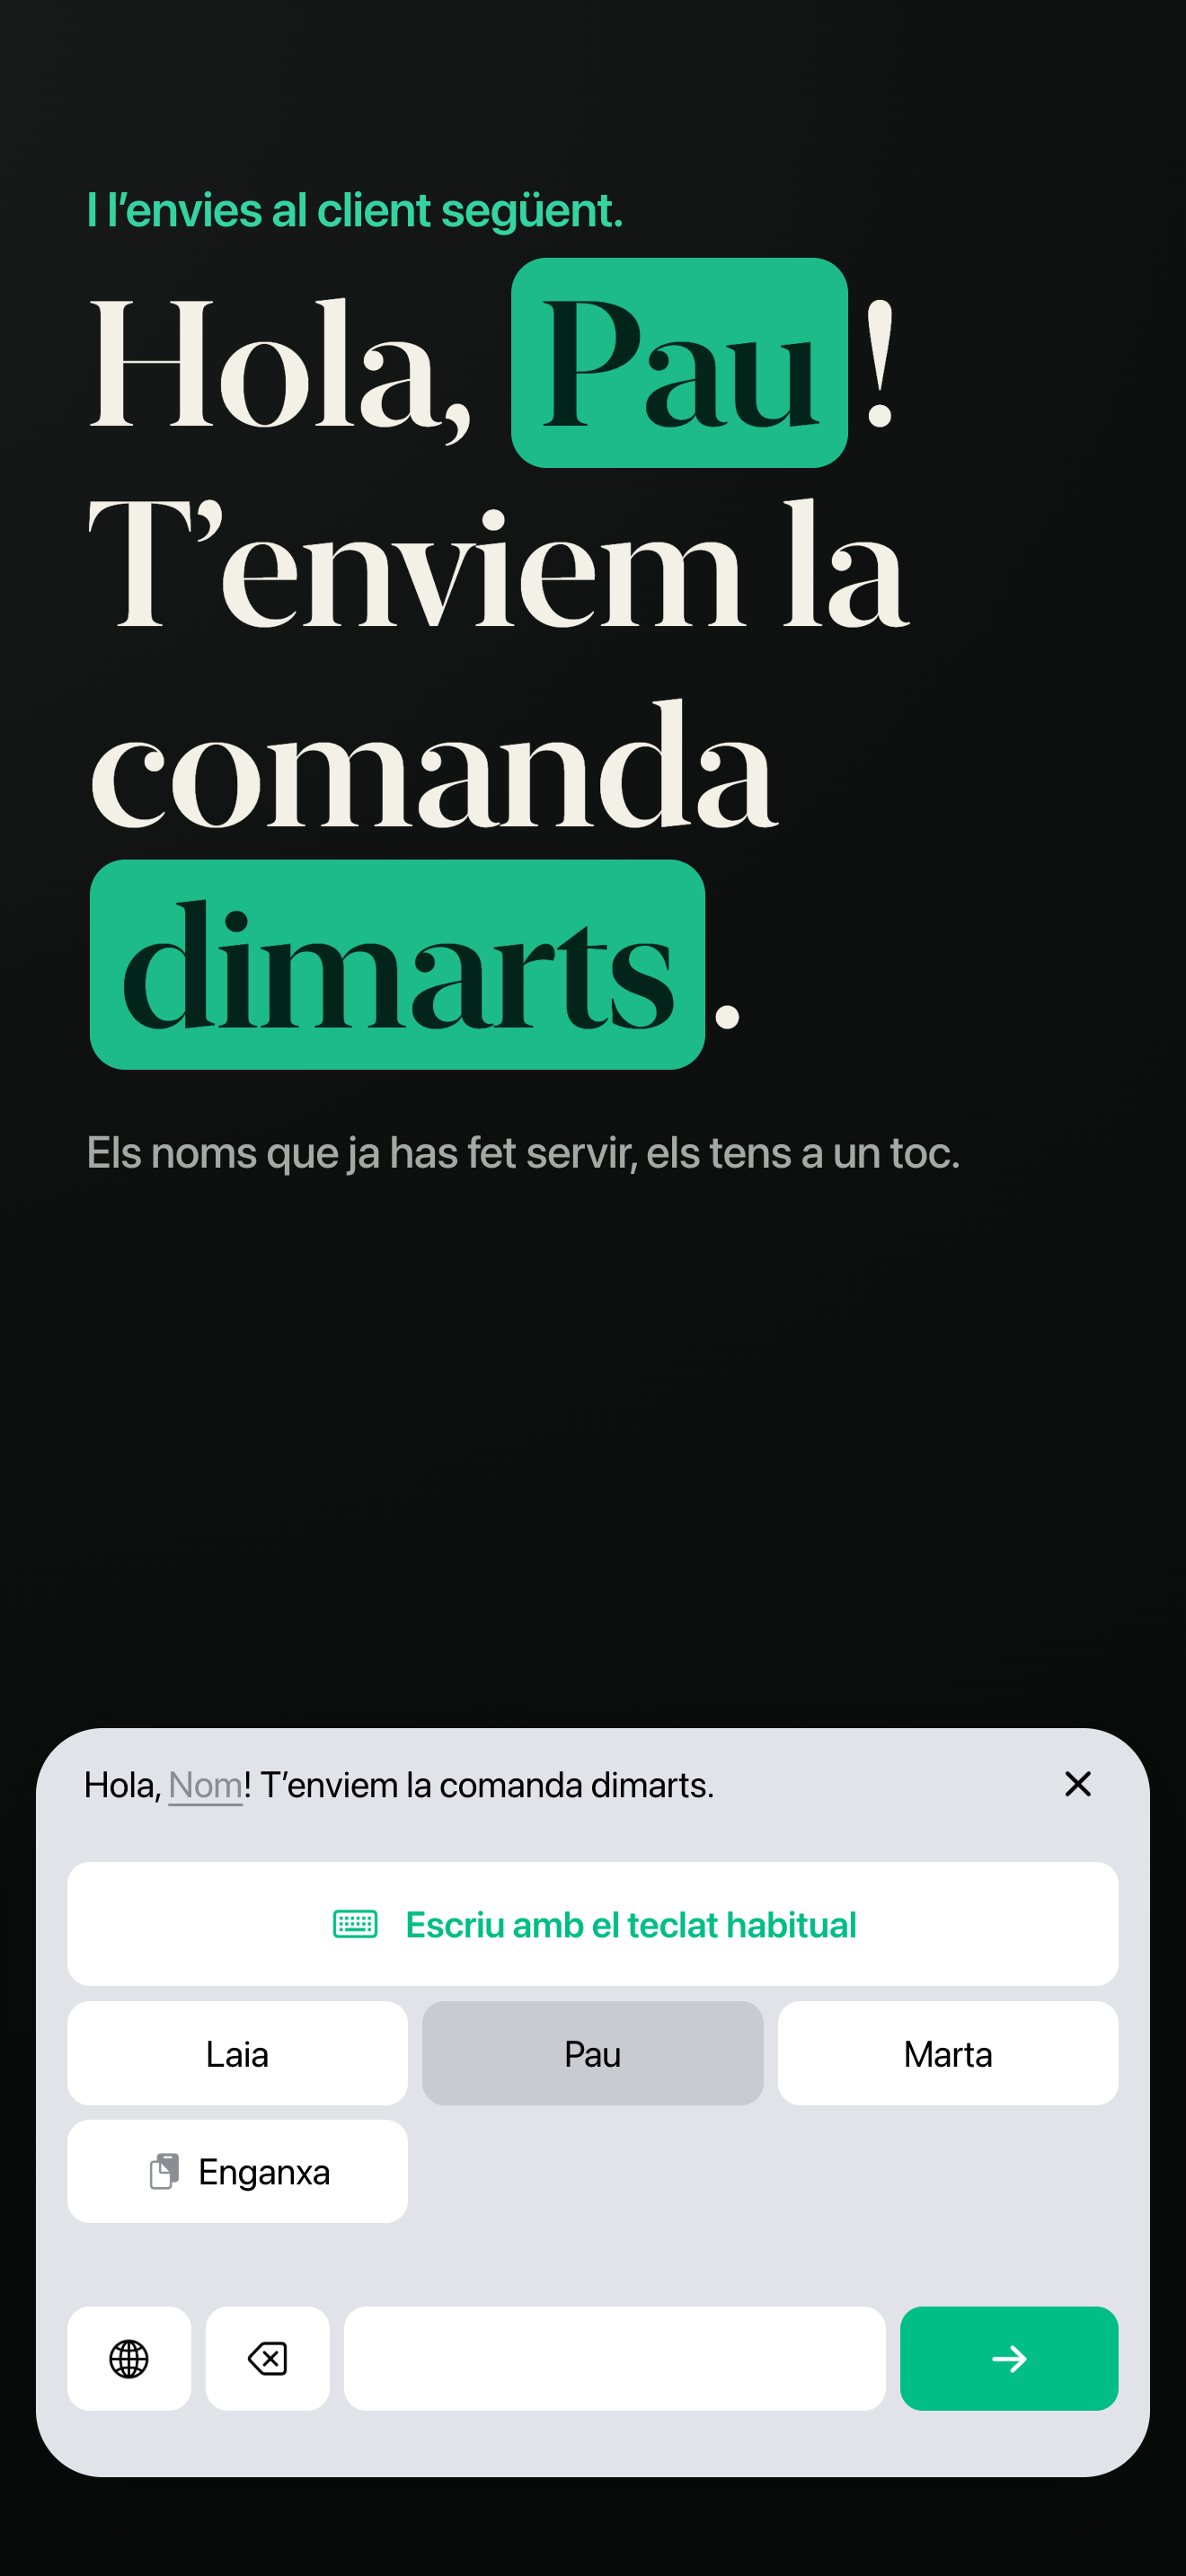 I l’envies al client següent.
Hola, Pau!
T’enviem la
comanda
dimarts.
Els noms que ja has fet servir, els tens a un toc.
Hola, Nom! T’enviem la comanda dimarts.
Escriu amb el teclat habitual
Laia
Pau
Marta
Enganxa